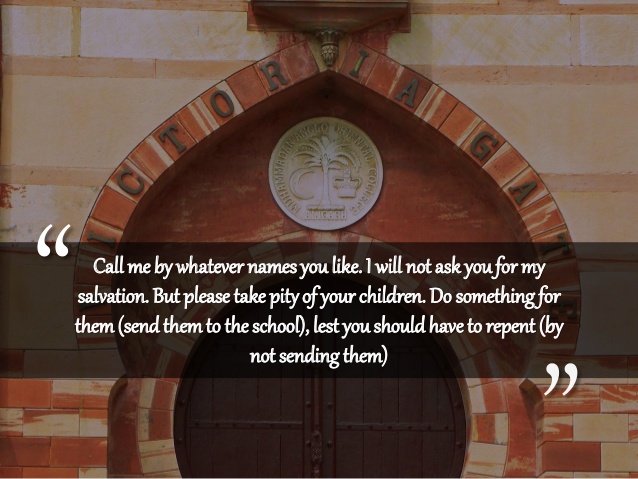 VICTORIA GATE
“
Call me by whatever names you like. I will not ask you for my
salvation. But please take pity of your children. Do something for
them (send them to the school), lest you should have to repent (by
not sending them)
”